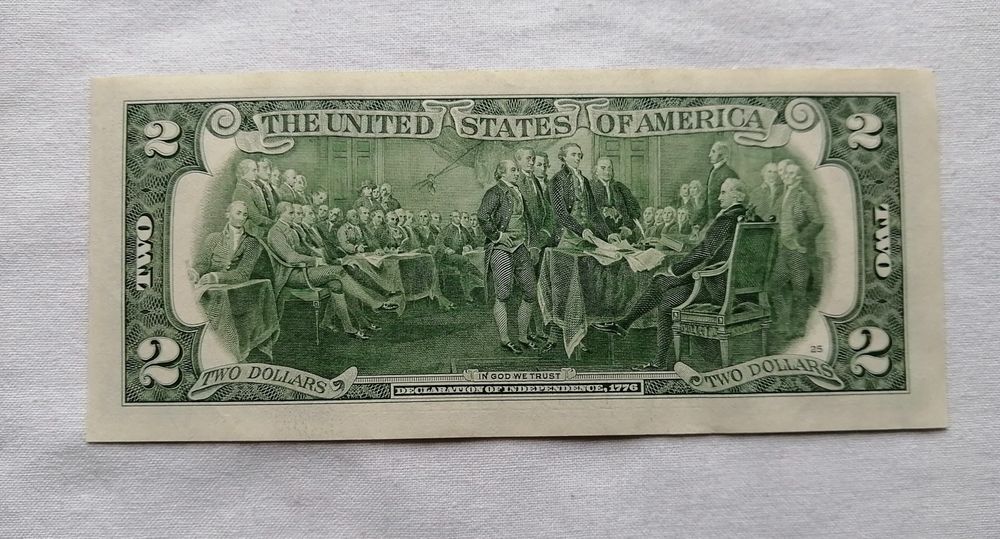 THE UNITED STATES OF AMERICA
2
2
TWO
TWO
2
2
25
TWO DOLLARS
IN GOD WE TRUST
TWO DOLLARS
DECLARATION OF INDEPENDENCE, 1776